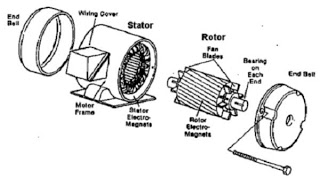 End
Bell
Wiring Cover
Stator
Motor
Frame
Stator
Electro-
Magnets
Rotor
Fan
Blades
Rotor
Electro-
Magnets
Bearing
on
Each
End
End Bell